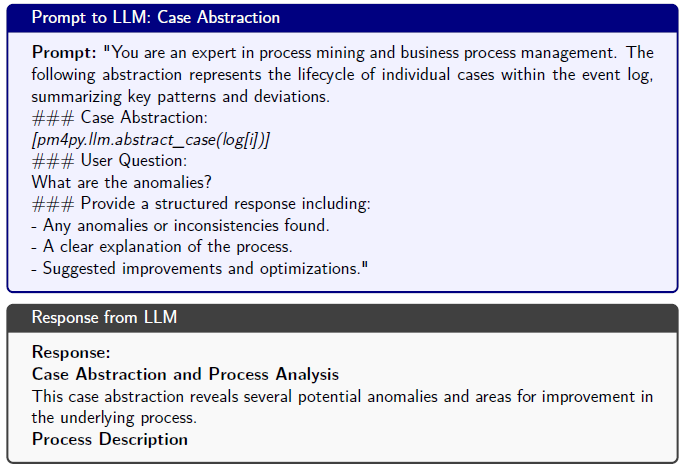 Prompt to LLM: Case Abstraction
Prompt: "You are an expert in process mining and business process management. The
following abstraction represents the lifecycle of individual cases within the event log,
summarizing key patterns and deviations.
### Case Abstraction:
[pm4py.llm.abstract_case(log[i])]
### User Question:
What are the anomalies?
### Provide a structured response including:
- Any anomalies or inconsistencies found.
- A clear explanation of the process.
- Suggested improvements and optimizations."
Response from LLM
Response:
Case Abstraction and Process Analysis
This case abstraction reveals several potential anomalies and areas for improvement in
the underlying process.
Process Description